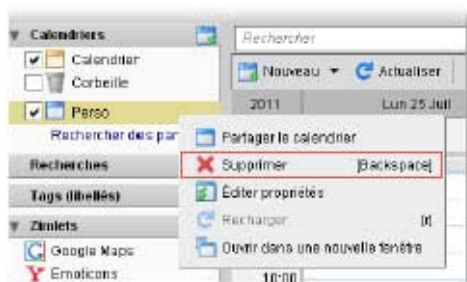 Calendriers
Rechercher
Calendrier
Corbeille
Nouveau
Actualiser
Perso
2011
Lun 25 Juil
Rechercher des par
Partager le calendrier
Recherches
Supprimer
[Backspace]
Tags (libellés)
Éditer propriétés
Zimlets
Recharger
[r]
Google Maps
Ouvrir dans une nouvelle fenêtre
Emoticons
10:00